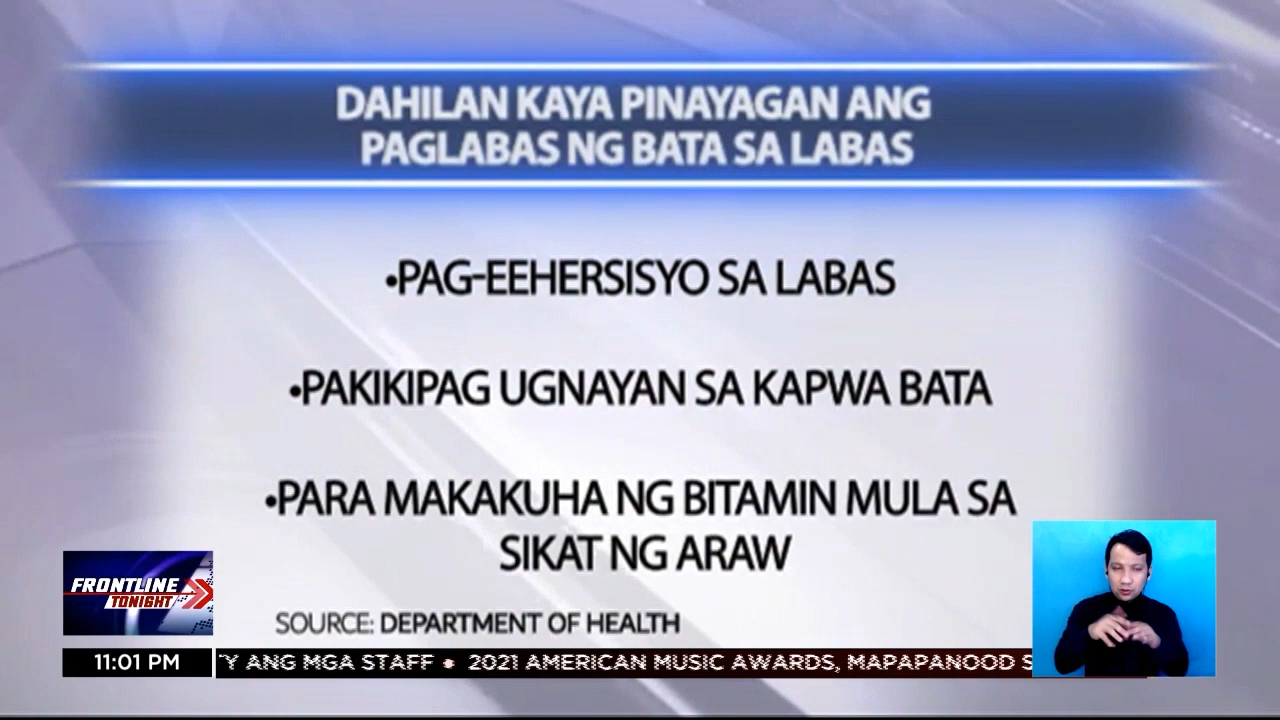 DAHILAN KAYA PINAYAGAN ANG
PAGLABAS NG BATA SA LABAS
•PAG-EEHERSISYO SA LABAS
•PAKIKIPAG UGNAYAN SA KAPWA BATA
•PARA MAKAKUHA NG BITAMIN MULA SA
SIKAT NG ARAW
SOURCE: DEPARTMENT OF HEALTH
FRONTLINE
TONIGHT
11:01 PM
'Y ANG MGA STAFF • 2021 AMERICAN MUSIC AWARDS, MAPAPANOOD S